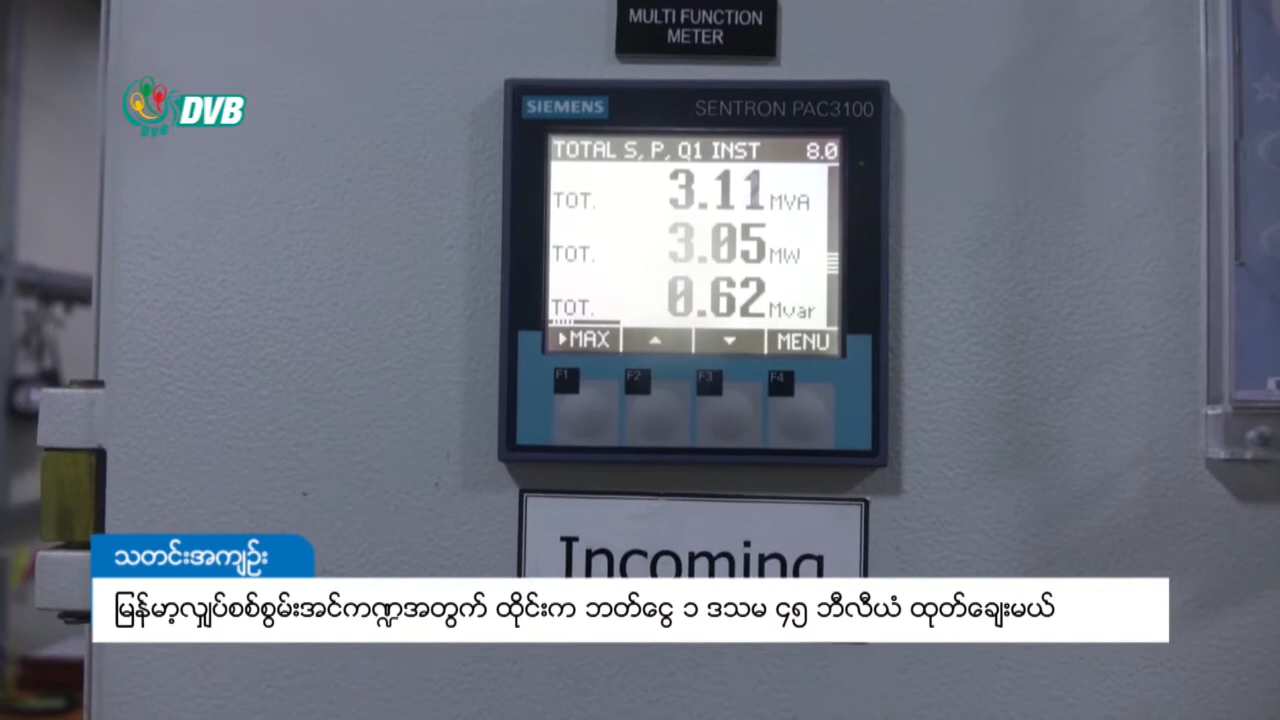 MULTI FUNCTION
METER
DVB
DVB
SIEMENS
SENTRON PAC3100
TOTAL S, P, Q1 INST 8.0
TOT. 3.11 MVA
TOT. 3.05 MW
TOT. 0.62 Mvar
▸MAX ▲ ▼ MENU
F1 F2 F3 F4
Incoming
သတင်းအကျဉ်း
မြန်မာ့လျှပ်စစ်စွမ်းအင်ကဏ္ဍအတွက် ထိုင်းက ဘတ်ငွေ ၁ ဒသမ ၄၅ ဘီလီယံ ထုတ်ချေးမယ်